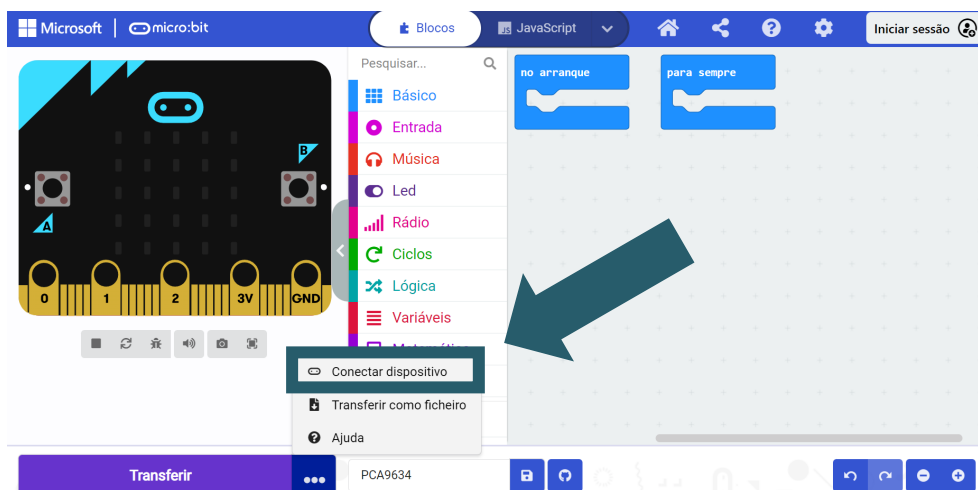 Microsoft micro:bit Blocos JavaScript Iniciar sessão
Pesquisar...
no arranque
para sempre
Básico
Entrada
Música
Led
Rádio
Ciclos
Lógica
Variáveis
Matemática
B
A
0 1 2 3V GND
Conectar dispositivo
Transferir como ficheiro
Ajuda
Transferir
PCA9634